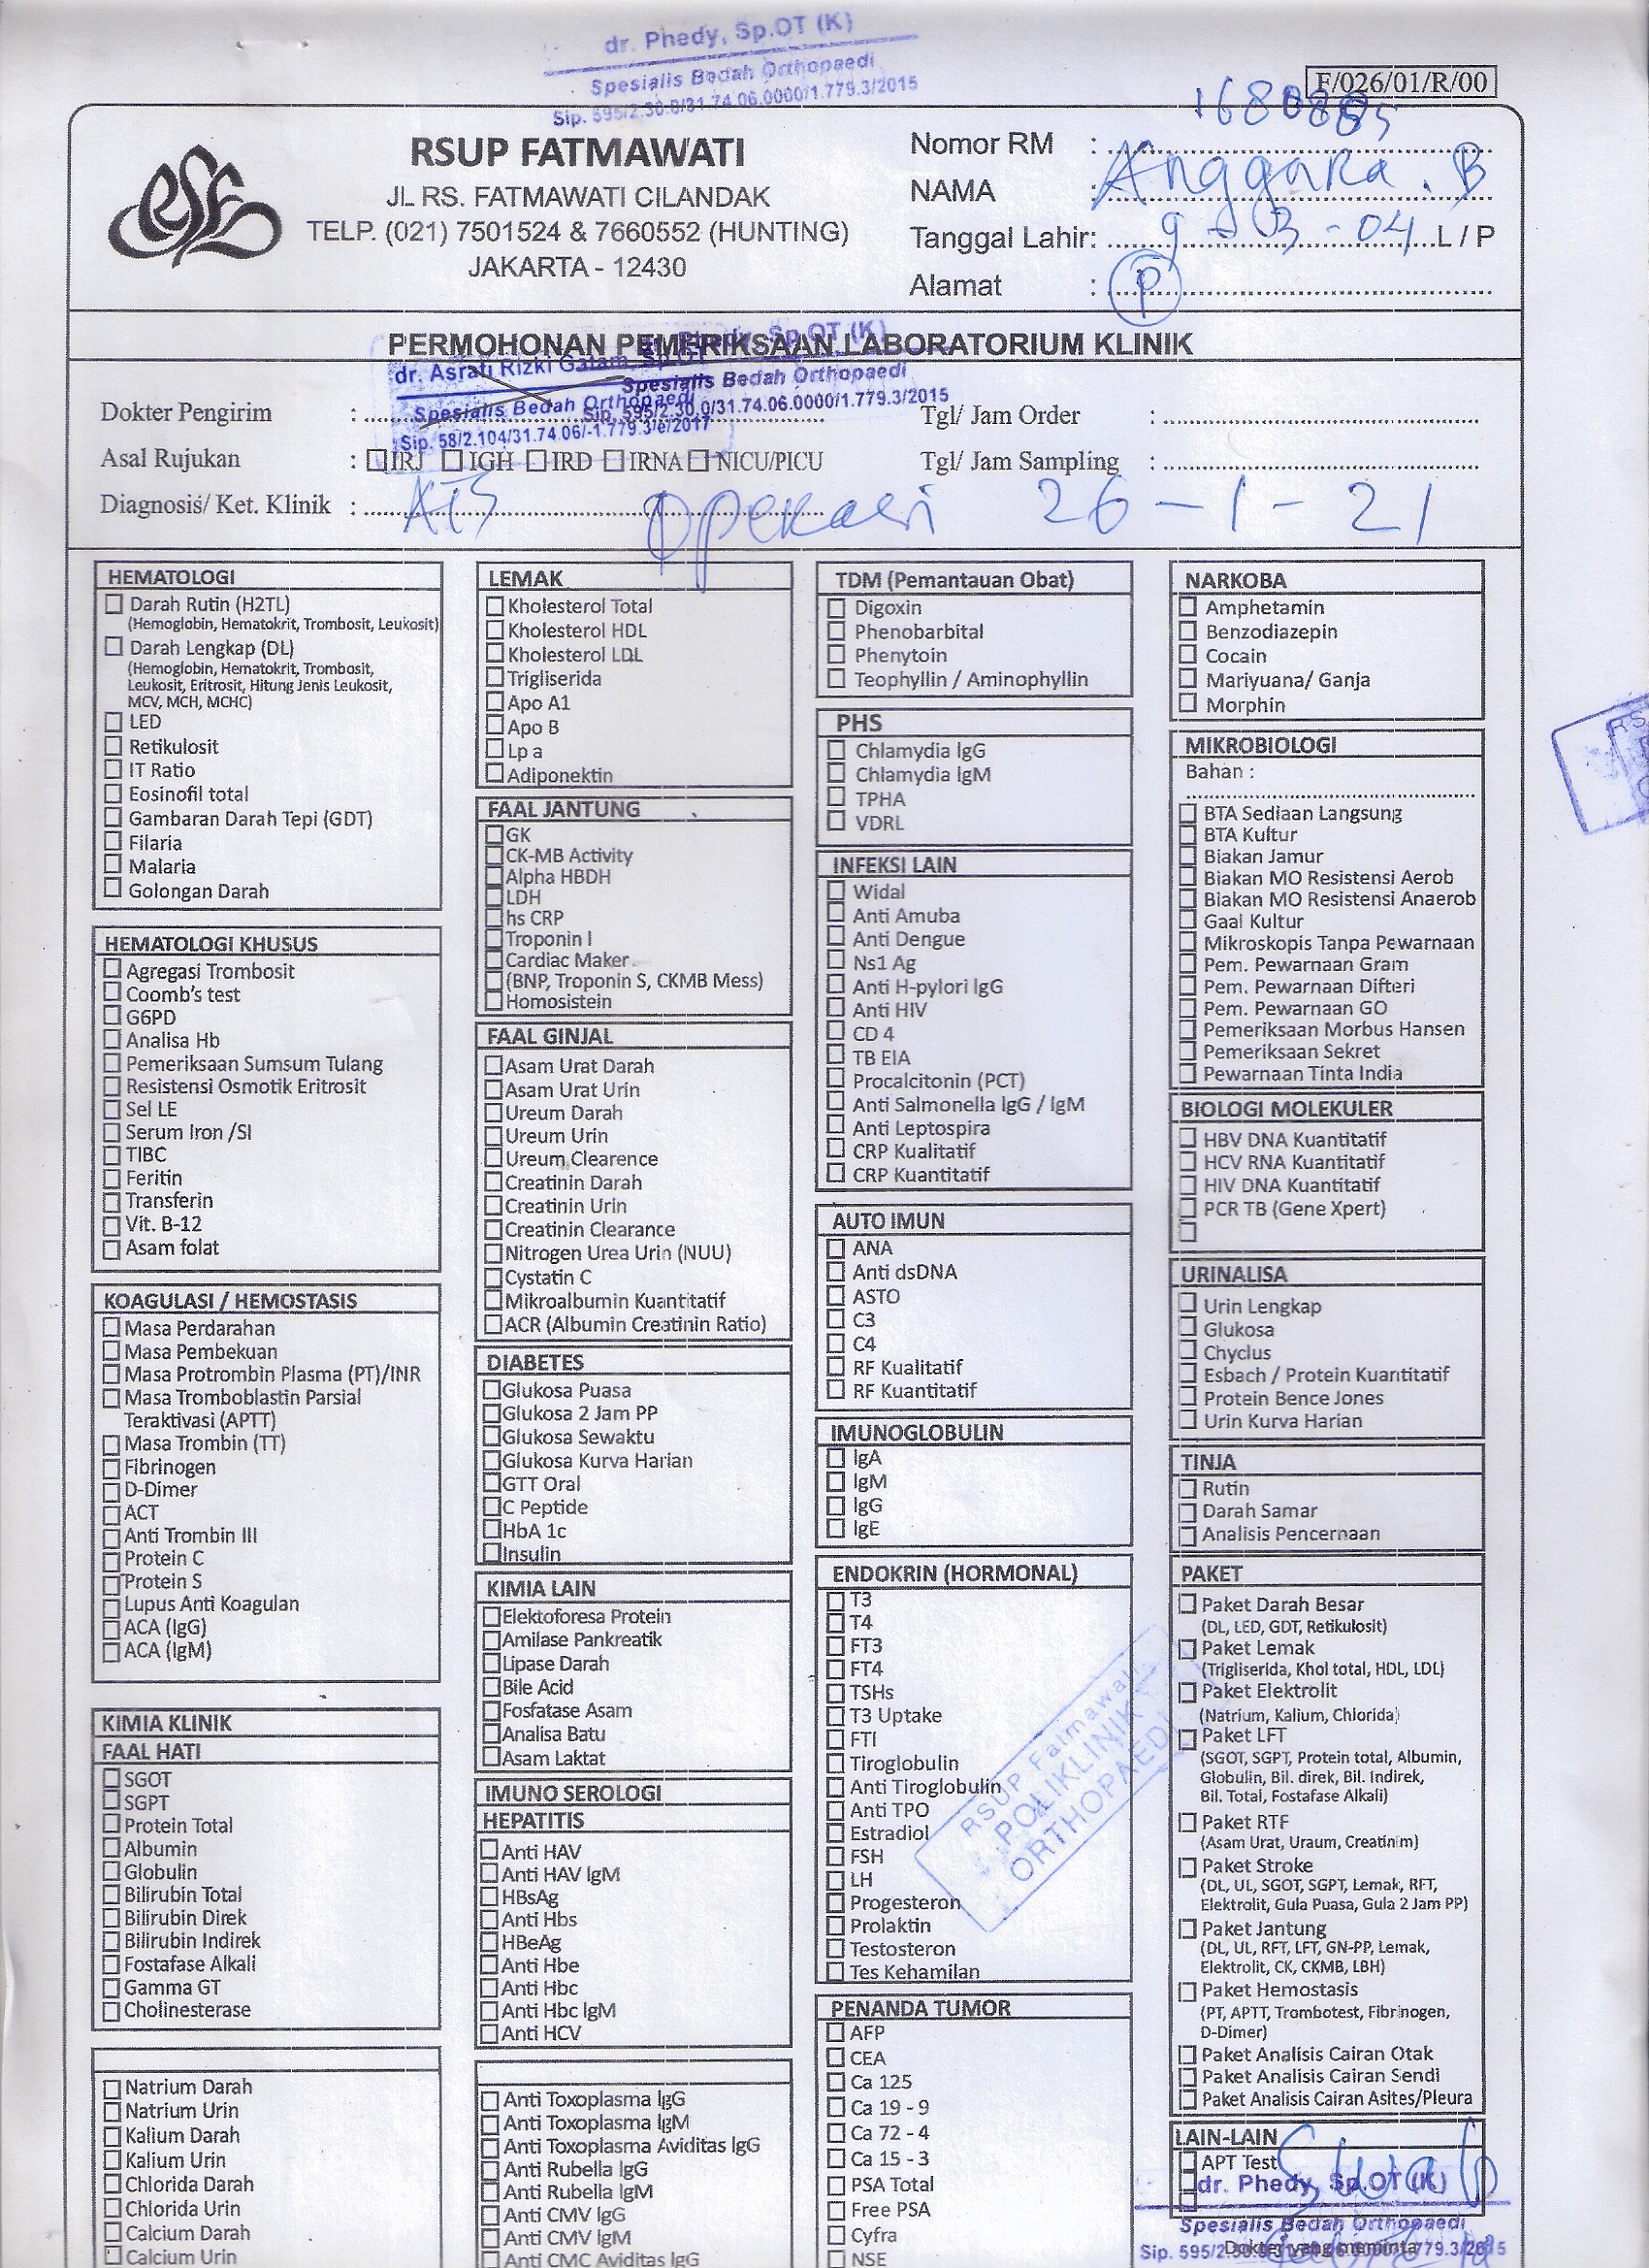 dr. Phedy, Sp.OT (K)
Spesialis Bedah Orthopaedi
Sip. 595/2.30.0/31.74.06.0000/1.779.3/2015
F/026/01/R/00
RSUP FATMAWATI
JL RS. FATMAWATI CILANDAK
TELP. (021) 7501524 & 7660552 (HUNTING)
JAKARTA - 12430
Nomor RM :
NAMA : Anggara. B
Tanggal Lahir: 9 - 03 - 04 L / P
Alamat : P
PERMOHONAN PEMERIKSAAN LABORATORIUM KLINIK
dr. Phedy, Sp.OT (K)
Spesialis Bedah Orthopaedi
Sip. 595/2.30.0/31.74.06.0000/1.779.3/2015
dr. Asrafi Rizki Gatam, Sp.OT
Spesialis Bedah Orthopaedi
Sip. 58/2.104/31.74.06/-1.779.3/e/2017
Dokter Pengirim :
Tgl/ Jam Order :
Asal Rujukan : IRJ IGH IRD IRNA NICU/PICU
Tgl/ Jam Sampling :
Diagnosis/ Ket. Klinik : AIS Operasi 26 - 1 - 21
HEMATOLOGI
Darah Rutin (H2TL)
(Hemoglobin, Hematokrit, Trombosit, Leukosit)
Darah Lengkap (DL)
(Hemoglobin, Hematokrit, Trombosit,
Leukosit, Eritrosit, Hitung Jenis Leukosit,
MCV, MCH, MCHC)
LED
Retikulosit
IT Ratio
Eosinofil total
Gambaran Darah Tepi (GDT)
Filaria
Malaria
Golongan Darah
HEMATOLOGI KHUSUS
Agregasi Trombosit
Coomb's test
G6PD
Analisa Hb
Pemeriksaan Sumsum Tulang
Resistensi Osmotik Eritrosit
Sel LE
Serum Iron /SI
TIBC
Feritin
Transferin
Vit. B-12
Asam folat
KOAGULASI / HEMOSTASIS
Masa Perdarahan
Masa Pembekuan
Masa Protrombin Plasma (PT)/INR
Masa Tromboblastin Parsial
Teraktivasi (APTT)
Masa Trombin (TT)
Fibrinogen
D-Dimer
ACT
Anti Trombin III
Protein C
Protein S
Lupus Anti Koagulan
ACA (IgG)
ACA (IgM)
KIMIA KLINIK
FAAL HATI
SGOT
SGPT
Protein Total
Albumin
Globulin
Bilirubin Total
Bilirubin Direk
Bilirubin Indirek
Fostafase Alkali
Gamma GT
Cholinesterase
Natrium Darah
Natrium Urin
Kalium Darah
Kalium Urin
Chlorida Darah
Chlorida Urin
Calcium Darah
Calcium Urin
LEMAK
Kholesterol Total
Kholesterol HDL
Kholesterol LDL
Trigliserida
Apo A1
Apo B
Lp a
Adiponektin
FAAL JANTUNG
GK
CK-MB Activity
Alpha HBDH
LDH
hs CRP
Troponin I
Cardiac Maker
(BNP, Troponin S, CKMB Mess)
Homosistein
FAAL GINJAL
Asam Urat Darah
Asam Urat Urin
Ureum Darah
Ureum Urin
Ureum Clearence
Creatinin Darah
Creatinin Urin
Creatinin Clearance
Nitrogen Urea Urin (NUU)
Cystatin C
Mikroalbumin Kuantitatif
ACR (Albumin Creatinin Ratio)
DIABETES
Glukosa Puasa
Glukosa 2 Jam PP
Glukosa Sewaktu
Glukosa Kurva Harian
GTT Oral
C Peptide
HbA 1c
Insulin
KIMIA LAIN
Elektoforesa Protein
Amilase Pankreatik
Lipase Darah
Bile Acid
Fosfatase Asam
Analisa Batu
Asam Laktat
IMUNO SEROLOGI
HEPATITIS
Anti HAV
Anti HAV IgM
HBsAg
Anti Hbs
HBeAg
Anti Hbe
Anti Hbc
Anti Hbc IgM
Anti HCV
Anti Toxoplasma IgG
Anti Toxoplasma IgM
Anti Toxoplasma Aviditas IgG
Anti Rubella IgG
Anti Rubella IgM
Anti CMV IgG
Anti CMV IgM
Anti CMC Aviditas IgG
TDM (Pemantauan Obat)
Digoxin
Phenobarbital
Phenytoin
Teophyllin / Aminophyllin
PHS
Chlamydia IgG
Chlamydia IgM
TPHA
VDRL
INFEKSI LAIN
Widal
Anti Amuba
Anti Dengue
Ns1 Ag
Anti H-pylori IgG
Anti HIV
CD 4
TB EIA
Procalcitonin (PCT)
Anti Salmonella IgG / IgM
Anti Leptospira
CRP Kualitatif
CRP Kuantitatif
AUTO IMUN
ANA
Anti dsDNA
ASTO
C3
C4
RF Kualitatif
RF Kuantitatif
IMUNOGLOBULIN
IgA
IgM
IgG
IgE
ENDOKRIN (HORMONAL)
T3
T4
FT3
FT4
TSHs
T3 Uptake
FTI
Tiroglobulin
Anti Tiroglobulin
Anti TPO
Estradiol
FSH
LH
Progesteron
Prolaktin
Testosteron
Tes Kehamilan
RSUP Fatmawati
POLIKLINIK
ORTHOPAEDI
PENANDA TUMOR
AFP
CEA
Ca 125
Ca 19 - 9
Ca 72 - 4
Ca 15 - 3
PSA Total
Free PSA
Cyfra
NSE
NARKOBA
Amphetamin
Benzodiazepin
Cocain
Mariyuana/ Ganja
Morphin
MIKROBIOLOGI
Bahan :
BTA Sediaan Langsung
BTA Kultur
Biakan Jamur
Biakan MO Resistensi Aerob
Biakan MO Resistensi Anaerob
Gaal Kultur
Mikroskopis Tanpa Pewarnaan
Pem. Pewarnaan Gram
Pem. Pewarnaan Difteri
Pem. Pewarnaan GO
Pemeriksaan Morbus Hansen
Pemeriksaan Sekret
Pewarnaan Tinta India
BIOLOGI MOLEKULER
HBV DNA Kuantitatif
HCV RNA Kuantitatif
HIV DNA Kuantitatif
PCR TB (Gene Xpert)
URINALISA
Urin Lengkap
Glukosa
Chyclus
Esbach / Protein Kuantitatif
Protein Bence Jones
Urin Kurva Harian
TINJA
Rutin
Darah Samar
Analisis Pencernaan
PAKET
Paket Darah Besar
(DL, LED, GDT, Retikulosit)
Paket Lemak
(Trigliserida, Khol total, HDL, LDL)
Paket Elektrolit
(Natrium, Kalium, Chlorida)
Paket LFT
(SGOT, SGPT, Protein total, Albumin,
Globulin, Bil. direk, Bil. Indirek,
Bil. Total, Fostafase Alkali)
Paket RTF
(Asam Urat, Uraum, Creatinim)
Paket Stroke
(DL, UL, SGOT, SGPT, Lemak, RFT,
Elektrolit, Gula Puasa, Gula 2 Jam PP)
Paket Jantung
(DL, UL, RFT, LFT, GN-PP, Lemak,
Elektrolit, CK, CKMB, LBH)
Paket Hemostasis
(PT, APTT, Trombotest, Fibrinogen,
D-Dimer)
Paket Analisis Cairan Otak
Paket Analisis Cairan Sendi
Paket Analisis Cairan Asites/Pleura
LAIN-LAIN
APT Test
Swab
dr. Phedy, Sp.OT (K)
Spesialis Bedah Orthopaedi
Dokter yang meminta